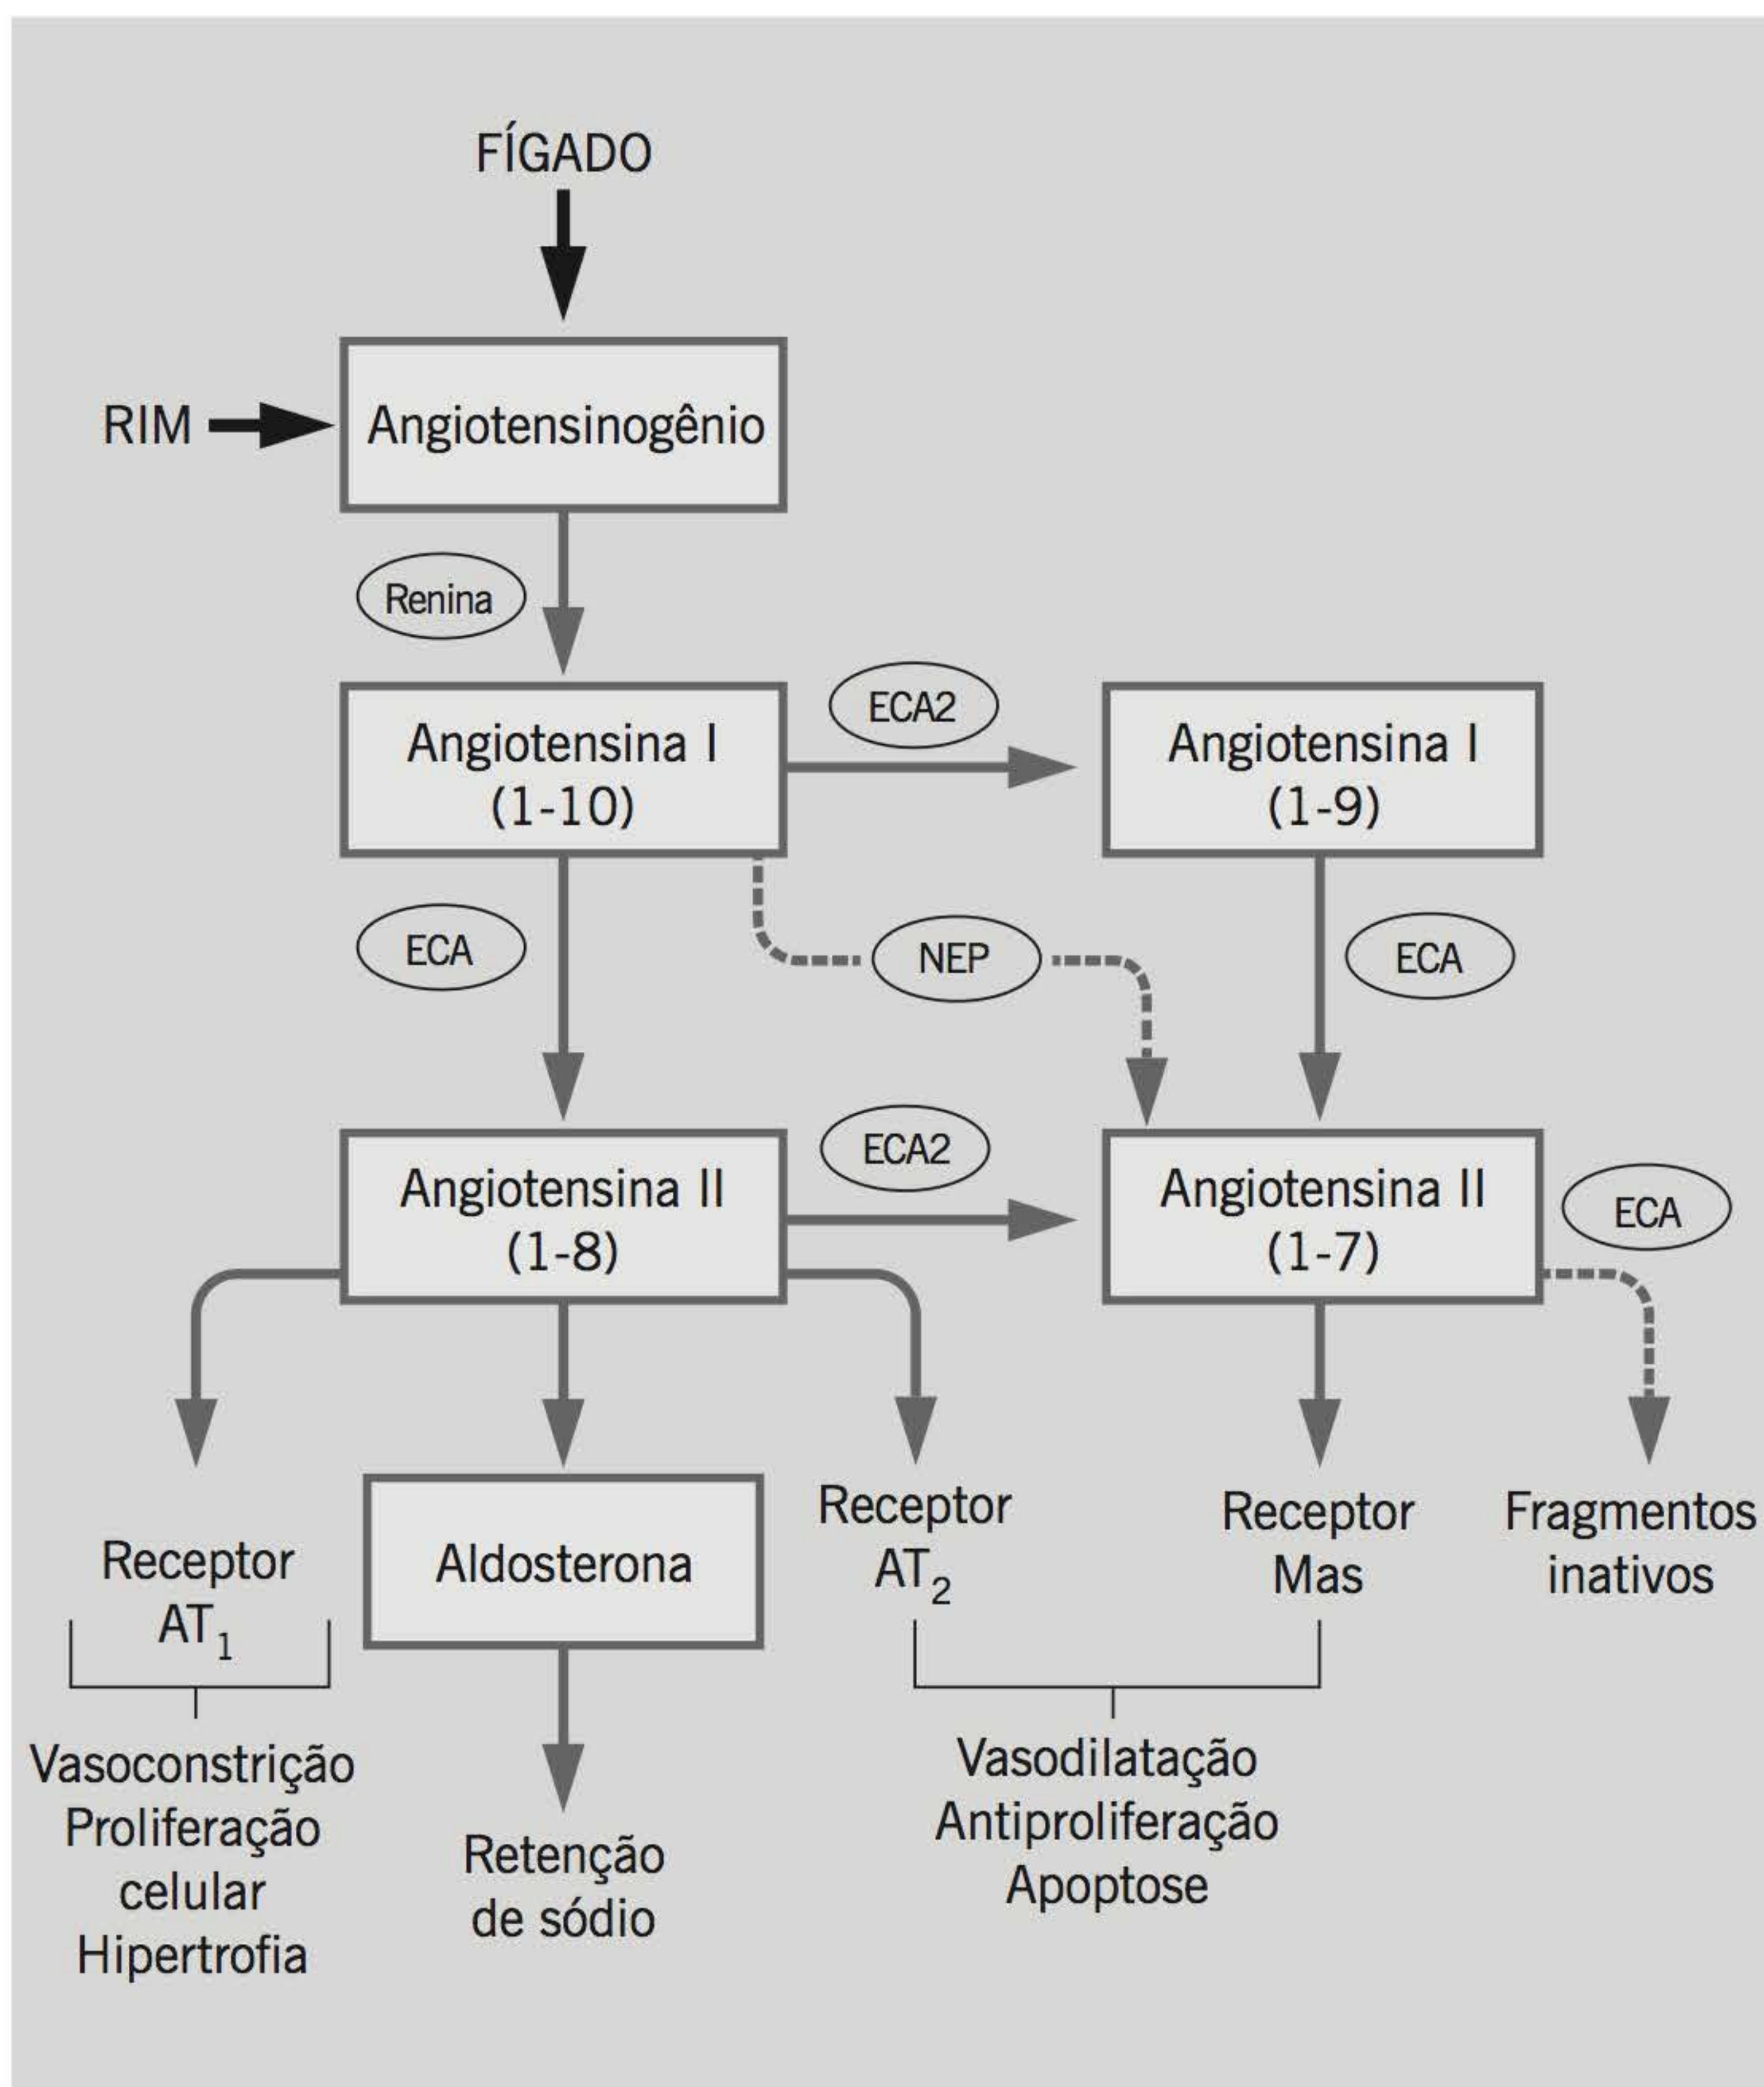 FÍGADO
RIM
Angiotensinogênio
Renina
ECA2
Angiotensina I
(1-10)
Angiotensina I
(1-9)
ECA
NEP
ECA
ECA2
Angiotensina II
(1-8)
Angiotensina II
(1-7)
ECA
Receptor
AT1
Aldosterona
Receptor
AT2
Receptor
Mas
Fragmentos
inativos
Vasoconstrição
Proliferação
celular
Hipertrofia
Retenção
de sódio
Vasodilatação
Antiproliferação
Apoptose